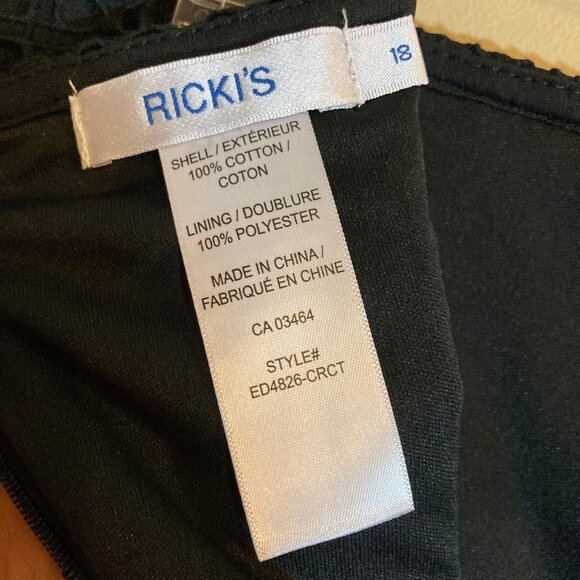 RICKI'S
18
SHELL / EXTÉRIEUR
100% COTTON /
COTON
LINING / DOUBLURE
100% POLYESTER
MADE IN CHINA /
FABRIQUÉ EN CHINE
CA 03464
STYLE#
ED4826-CRCT